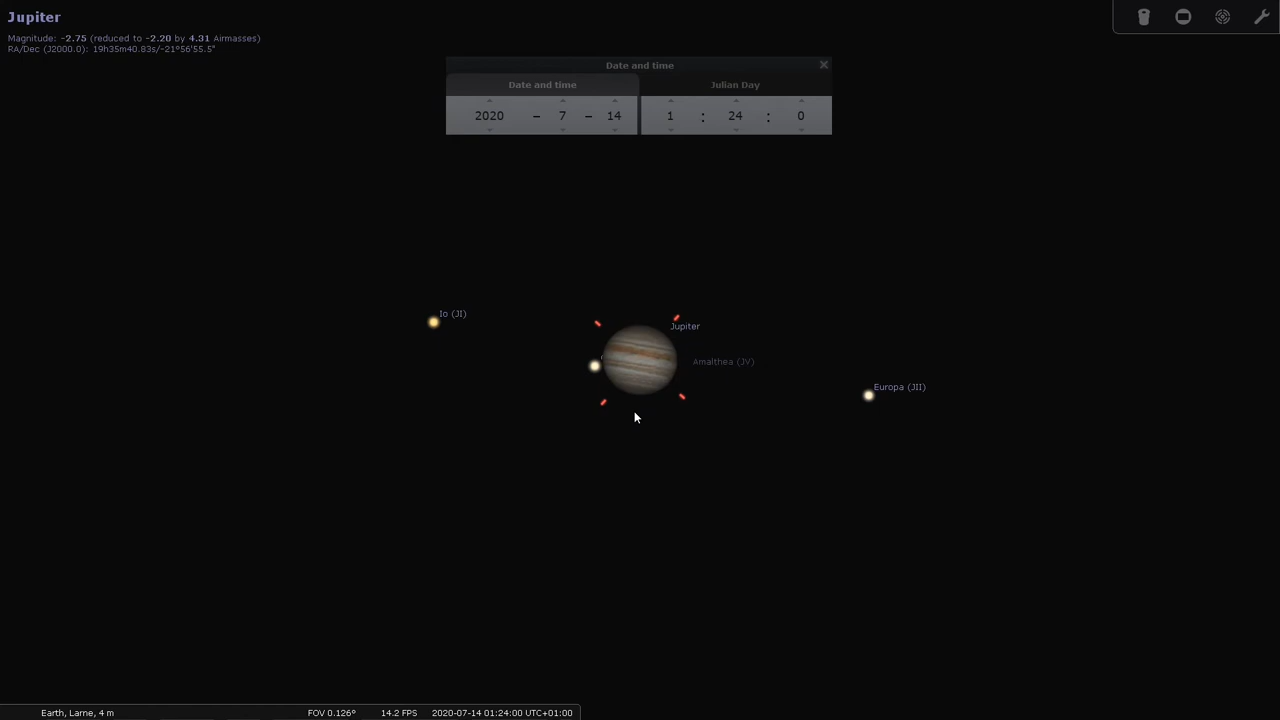 Jupiter
Magnitude: -2.75 (reduced to -2.20 by 4.31 Airmasses)
RA/Dec (J2000.0): 19h35m40.83s/-21°56'55.5"
Date and time
Date and time Julian Day
2020 - 7 - 14 1 : 24 : 0
Io (JI)
Jupiter
Amalthea (JV)
Europa (JII)
Earth, Larne, 4 m FOV 0.126° 14.2 FPS 2020-07-14 01:24:00 UTC+01:00